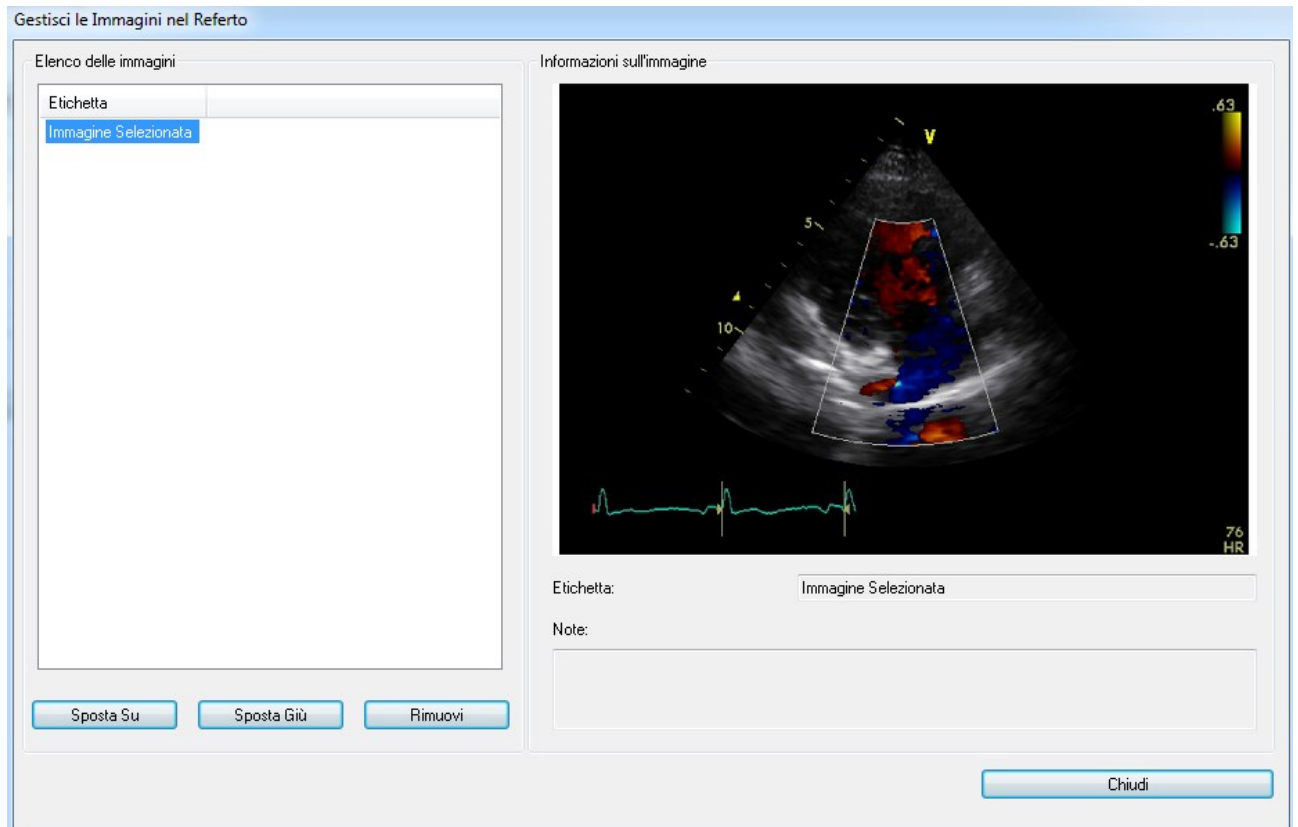 Gestisci le Immagini nel Referto
Elenco delle immagini
Etichetta
Immagine Selezionata
Sposta Su
Sposta Giù
Rimuovi
Informazioni sull'immagine
.63
V
5
-.63
10
76
HR
Etichetta:
Immagine Selezionata
Note:
Chiudi